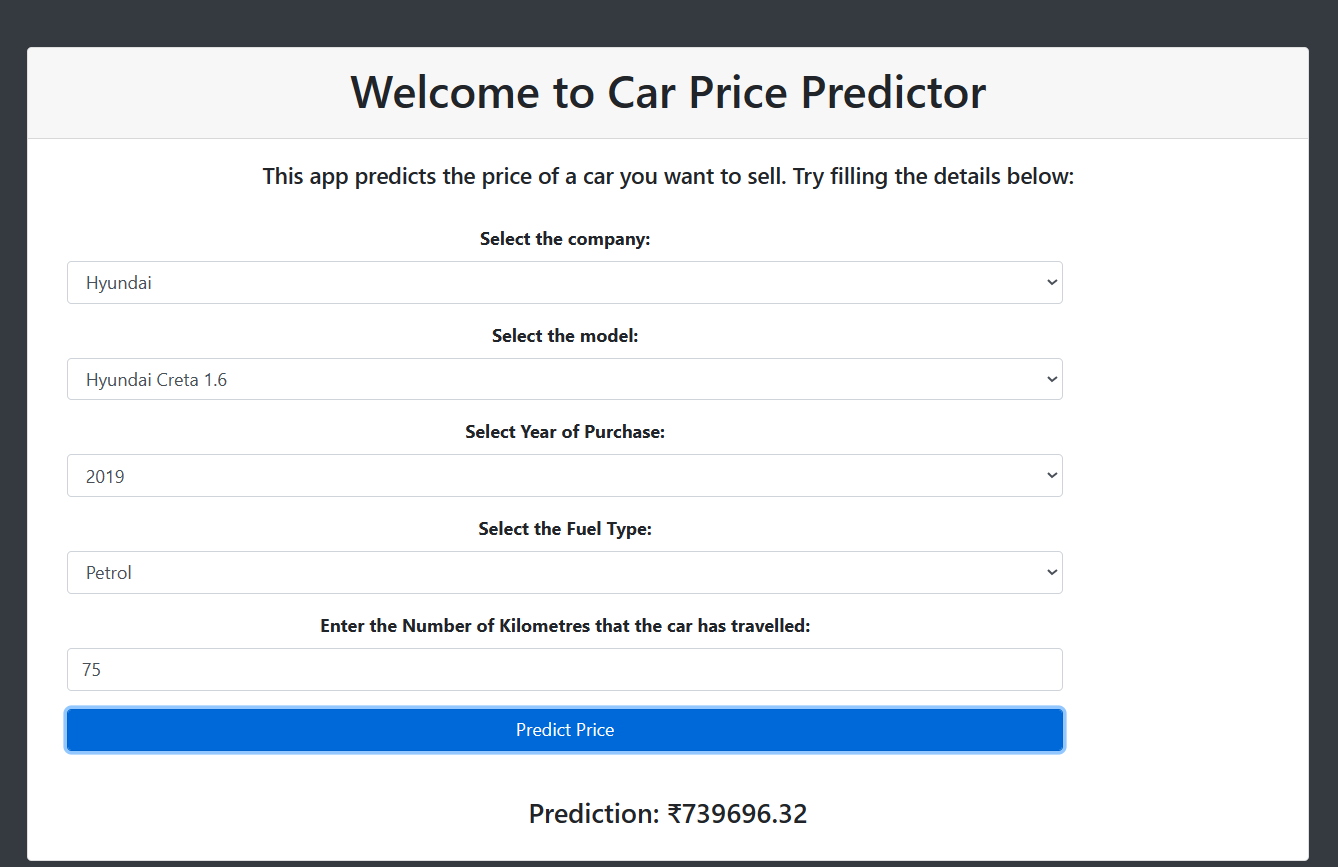 Welcome to Car Price Predictor
This app predicts the price of a car you want to sell. Try filling the details below:
Select the company:
Hyundai
Select the model:
Hyundai Creta 1.6
Select Year of Purchase:
2019
Select the Fuel Type:
Petrol
Enter the Number of Kilometres that the car has travelled:
75
Predict Price
Prediction: ₹739696.32